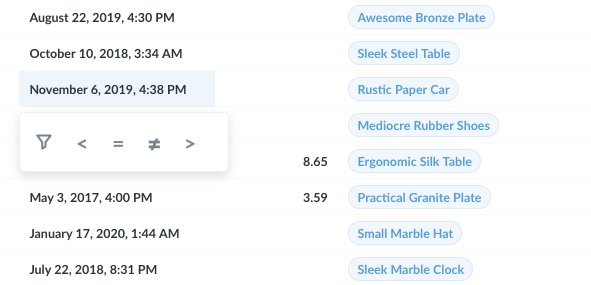 August 22, 2019, 4:30 PM Awesome Bronze Plate
October 10, 2018, 3:34 AM Sleek Steel Table
November 6, 2019, 4:38 PM Rustic Paper Car
Mediocre Rubber Shoes
< = ≠ > 8.65 Ergonomic Silk Table
May 3, 2017, 4:00 PM 3.59 Practical Granite Plate
January 17, 2020, 1:44 AM Small Marble Hat
July 22, 2018, 8:31 PM Sleek Marble Clock